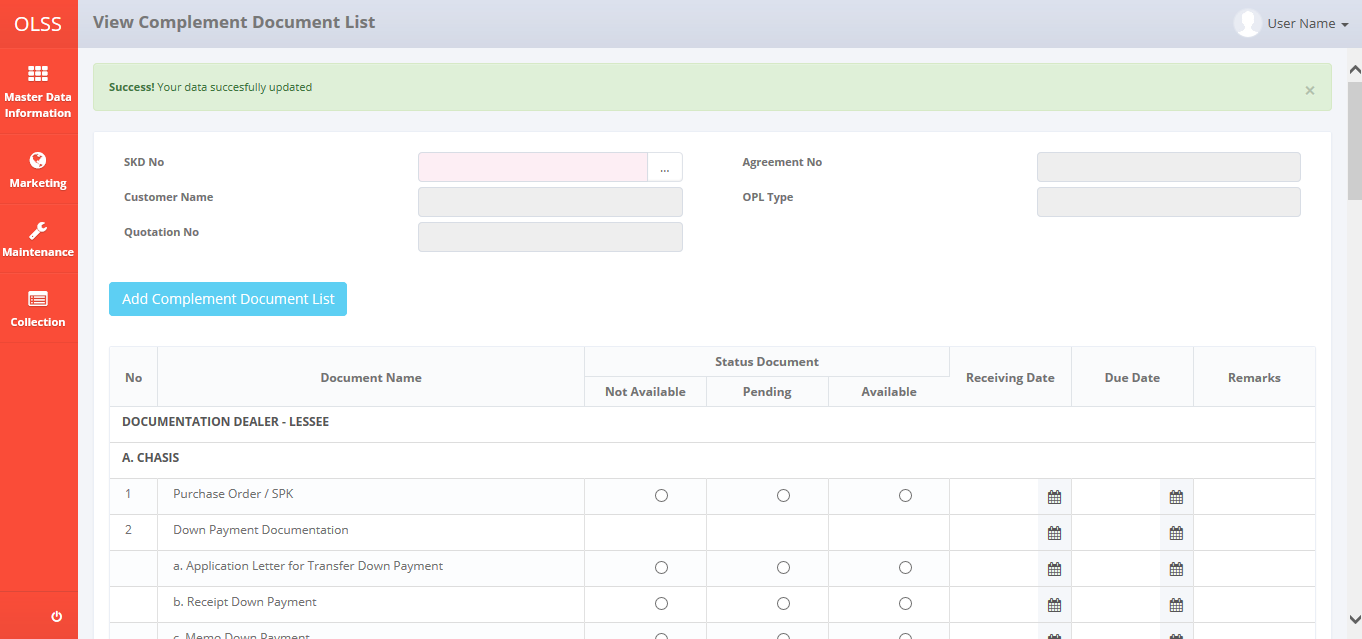 OLSS
View Complement Document List
User Name
Master Data
Information
Marketing
Maintenance
Collection
Success! Your data succesfully updated
×
SKD No
...
Agreement No
Customer Name
OPL Type
Quotation No
Add Complement Document List
No
Document Name
Status Document
Receiving Date
Due Date
Remarks
Not Available
Pending
Available
DOCUMENTATION DEALER - LESSEE
A. CHASIS
1 Purchase Order / SPK
2 Down Payment Documentation
a. Application Letter for Transfer Down Payment
b. Receipt Down Payment
c. Memo Down Payment